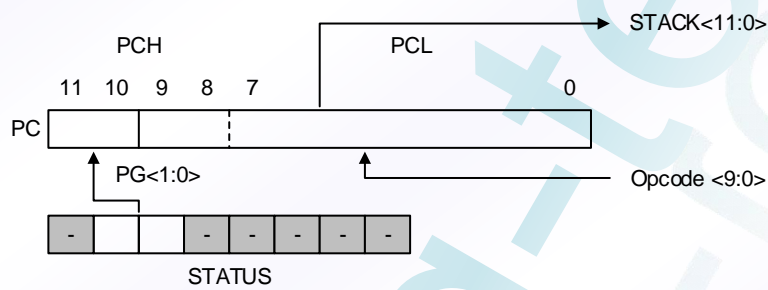 STACK<11:0>
PCH PCL
11 10 9 8 7 0
PC
PG<1:0> Opcode <9:0>
- - - - - -
STATUS